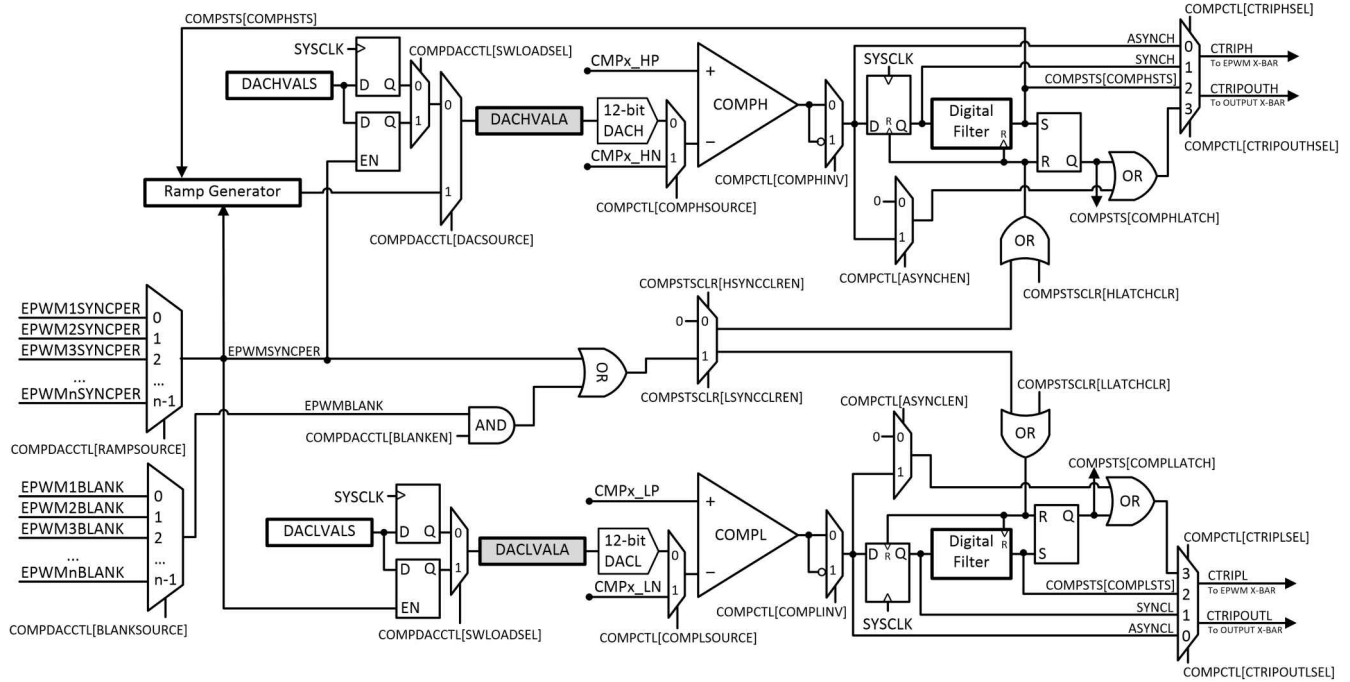 COMPSTS[COMPHSTS]
COMPCTL[CTRIPHSEL]
SYSCLK
COMPDACCTL[SWLOADSEL]
ASYNCH
0
CTRIPH
To EPWM X-BAR
CMPx_HP
+
SYSCLK
SYNCH
1
DACHVALS
D Q
0
0
COMPSTS[COMPHSTS]
2
CTRIPOUTH
To OUTPUT X-BAR
COMPH
0
3
DACHVALA
12-bit
DACH
0
D
R
Q
Digital
Filter
R
S
D Q
1
−
1
EN
CMPx_HN
1
R
Q
OR
COMPCTL[CTRIPOUTHSEL]
Ramp Generator
1
COMPCTL[COMPHINV]
0
0
COMPCTL[COMPHSOURCE]
COMPSTS[COMPHLATCH]
COMPDACCTL[DACSOURCE]
1
OR
COMPCTL[ASYNCHEN]
COMPSTSCLR[HSYNCCLREN]
COMPSTSCLR[HLATCHCLR]
EPWM1SYNCPER
0
0
0
EPWM2SYNCPER
1
EPWM3SYNCPER
2
EPWMSYNCPER
1
...
...
OR
EPWMnSYNCPER
n-1
COMPSTSCLR[LLATCHCLR]
EPWMBLANK
COMPSTSCLR[LSYNCCLREN]
COMPCTL[ASYNCLEN]
AND
COMPDACCTL[BLANKEN]
0
0
OR
COMPDACCTL[RAMPSOURCE]
COMPSTS[COMPLLATCH]
1
EPWM1BLANK
0
SYSCLK
CMPx_LP
+
OR
EPWM2BLANK
1
EPWM3BLANK
2
DACLVALS
D Q
0
COMPL
0
R
Q
COMPCTL[CTRIPLSEL]
DACLVALA
12-bit
DACL
0
D
R
Q
Digital
Filter
R
S
...
...
D Q
1
−
1
3
CTRIPL
To EPWM X-BAR
EPWMnBLANK
n-1
CMPx_LN
1
COMPSTS[COMPLSTS]
2
EN
COMPCTL[COMPLINV]
SYNCL
1
CTRIPOUTL
To OUTPUT X-BAR
SYSCLK
COMPDACCTL[BLANKSOURCE]
COMPDACCTL[SWLOADSEL]
COMPCTL[COMPLSOURCE]
ASYNCL
0
COMPCTL[CTRIPOUTLSEL]